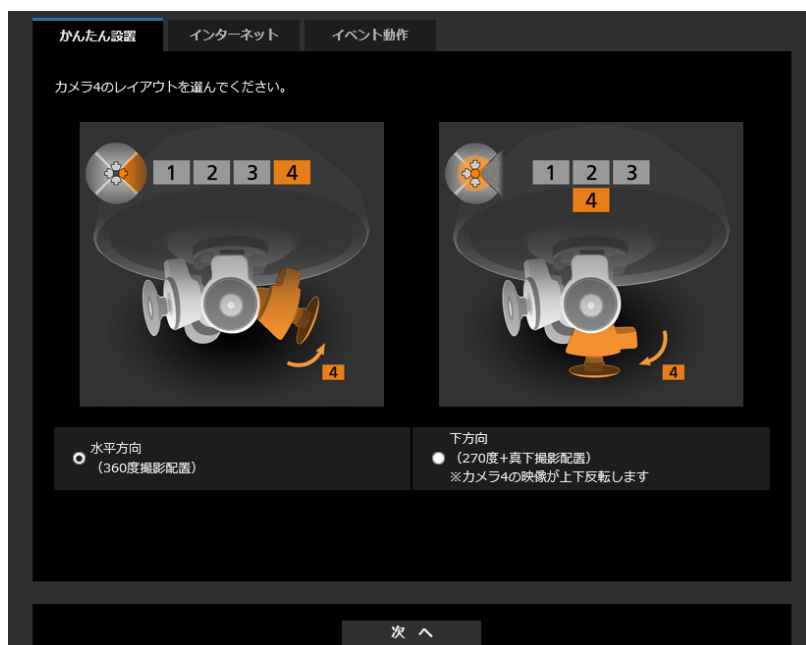 かんたん設置
インターネット
イベント動作
カメラ4のレイアウトを選んでください。
1 2 3 4
4
1 2 3
4
4
水平方向
（360度撮影配置）
下方向
（270度+真下撮影配置）
※カメラ4の映像が上下反転します
次 へ